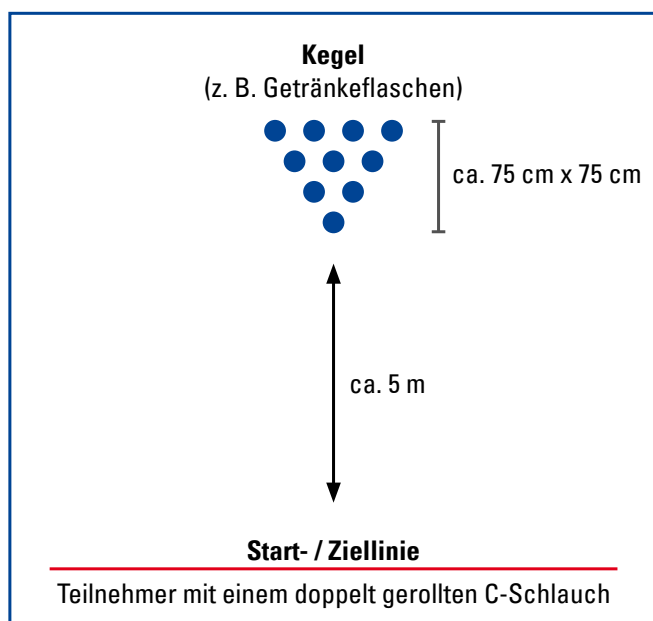 Kegel
(z. B. Getränkeflaschen)
ca. 75 cm x 75 cm
ca. 5 m
Start- / Ziellinie
Teilnehmer mit einem doppelt gerollten C-Schlauch